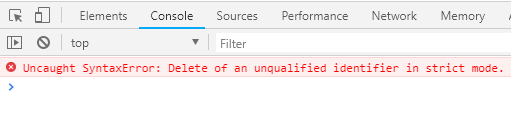 Elements Console Sources Performance Network Memory
top Filter
Uncaught SyntaxError: Delete of an unqualified identifier in strict mode.